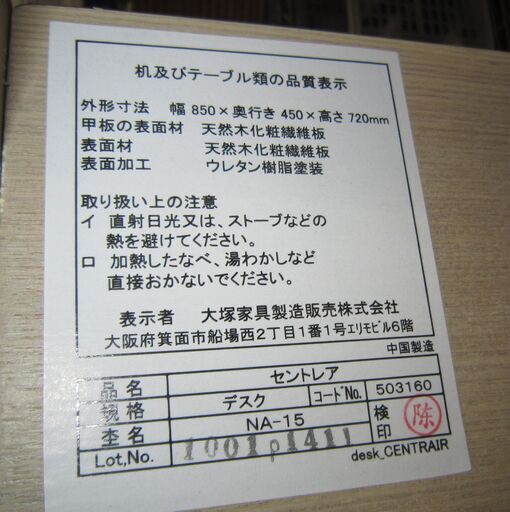 机及びテーブル類の品質表示
外形寸法 幅 850×奥行き 450×高さ 720mm
甲板の表面材 天然木化粧繊維板
表面材 天然木化粧繊維板
表面加工 ウレタン樹脂塗装
取り扱い上の注意
イ 直射日光又は、ストーブなどの
熱を避けてください。
ロ 加熱したなべ、湯わかしなど
直接おかないでください。
表示者 大塚家具製造販売株式会社
大阪府箕面市船場西2丁目1番1号エリモビル6階
中国製造
品名 セントレア
規格 デスク コードNo. 503160
杢名 NA-15 検印 陈
Lot,No. 1001p1411
desk_CENTRAIR